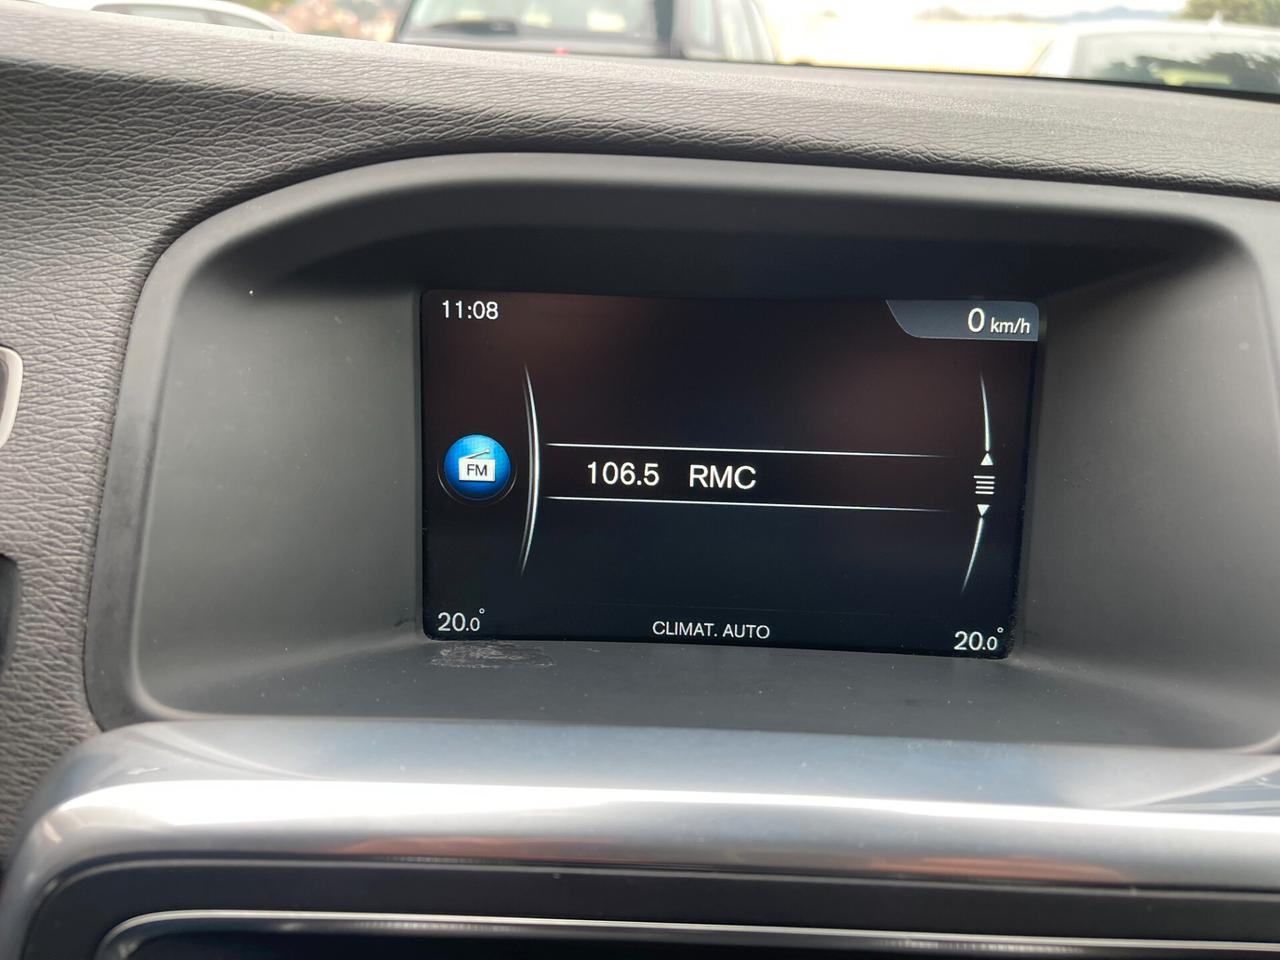 11:08
0 km/h
FM
106.5 RMC
20.0°
CLIMAT. AUTO
20.0°